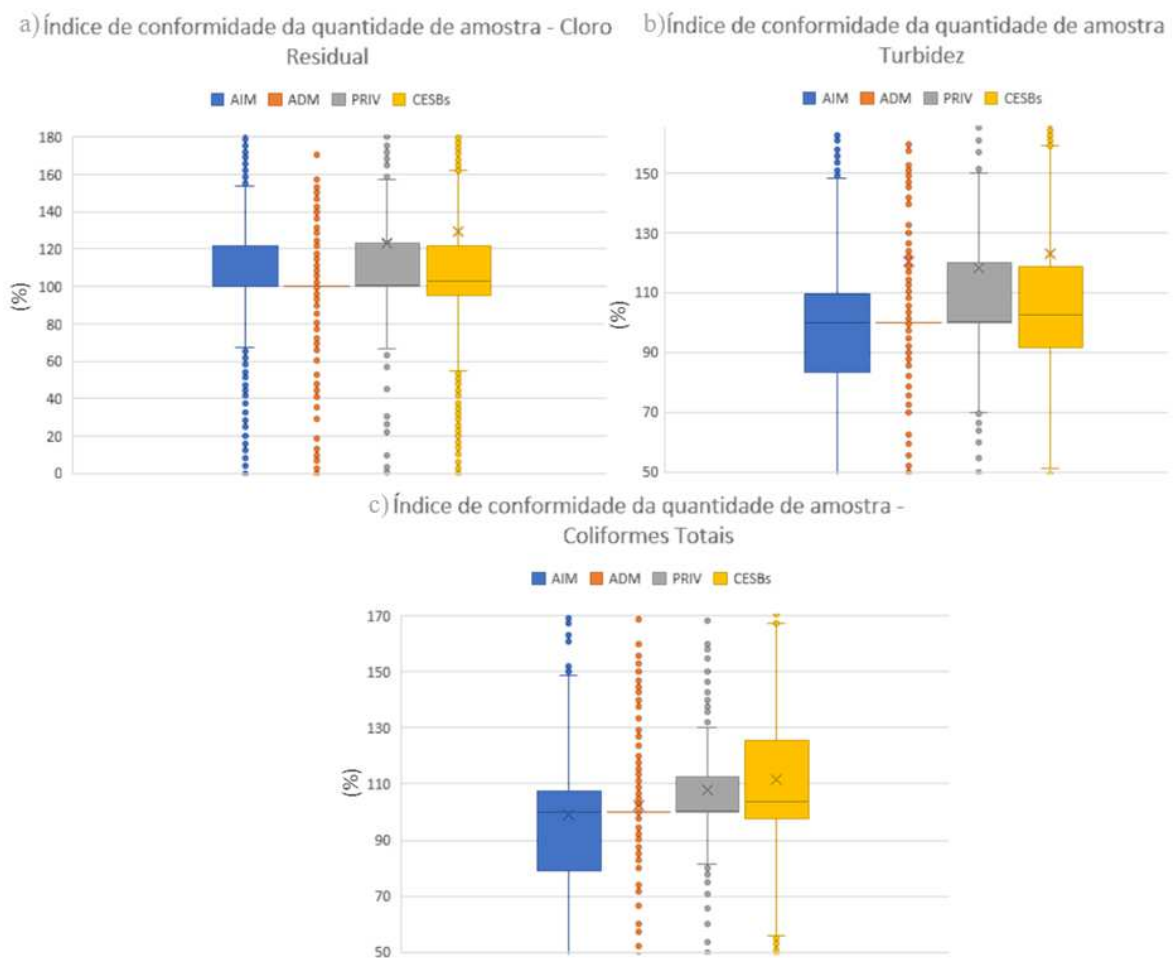 a) Índice de conformidade da quantidade de amostra - Cloro
Residual
AIM ADM PRIV CESBs
180
160
140
120
100
80
60
40
20
0
(%)
b) Índice de conformidade da quantidade de amostra
Turbidez
AIM ADM PRIV CESBs
150
130
110
90
70
50
(%)
c) Índice de conformidade da quantidade de amostra -
Coliformes Totais
AIM ADM PRIV CESBs
170
150
130
110
90
70
50
(%)